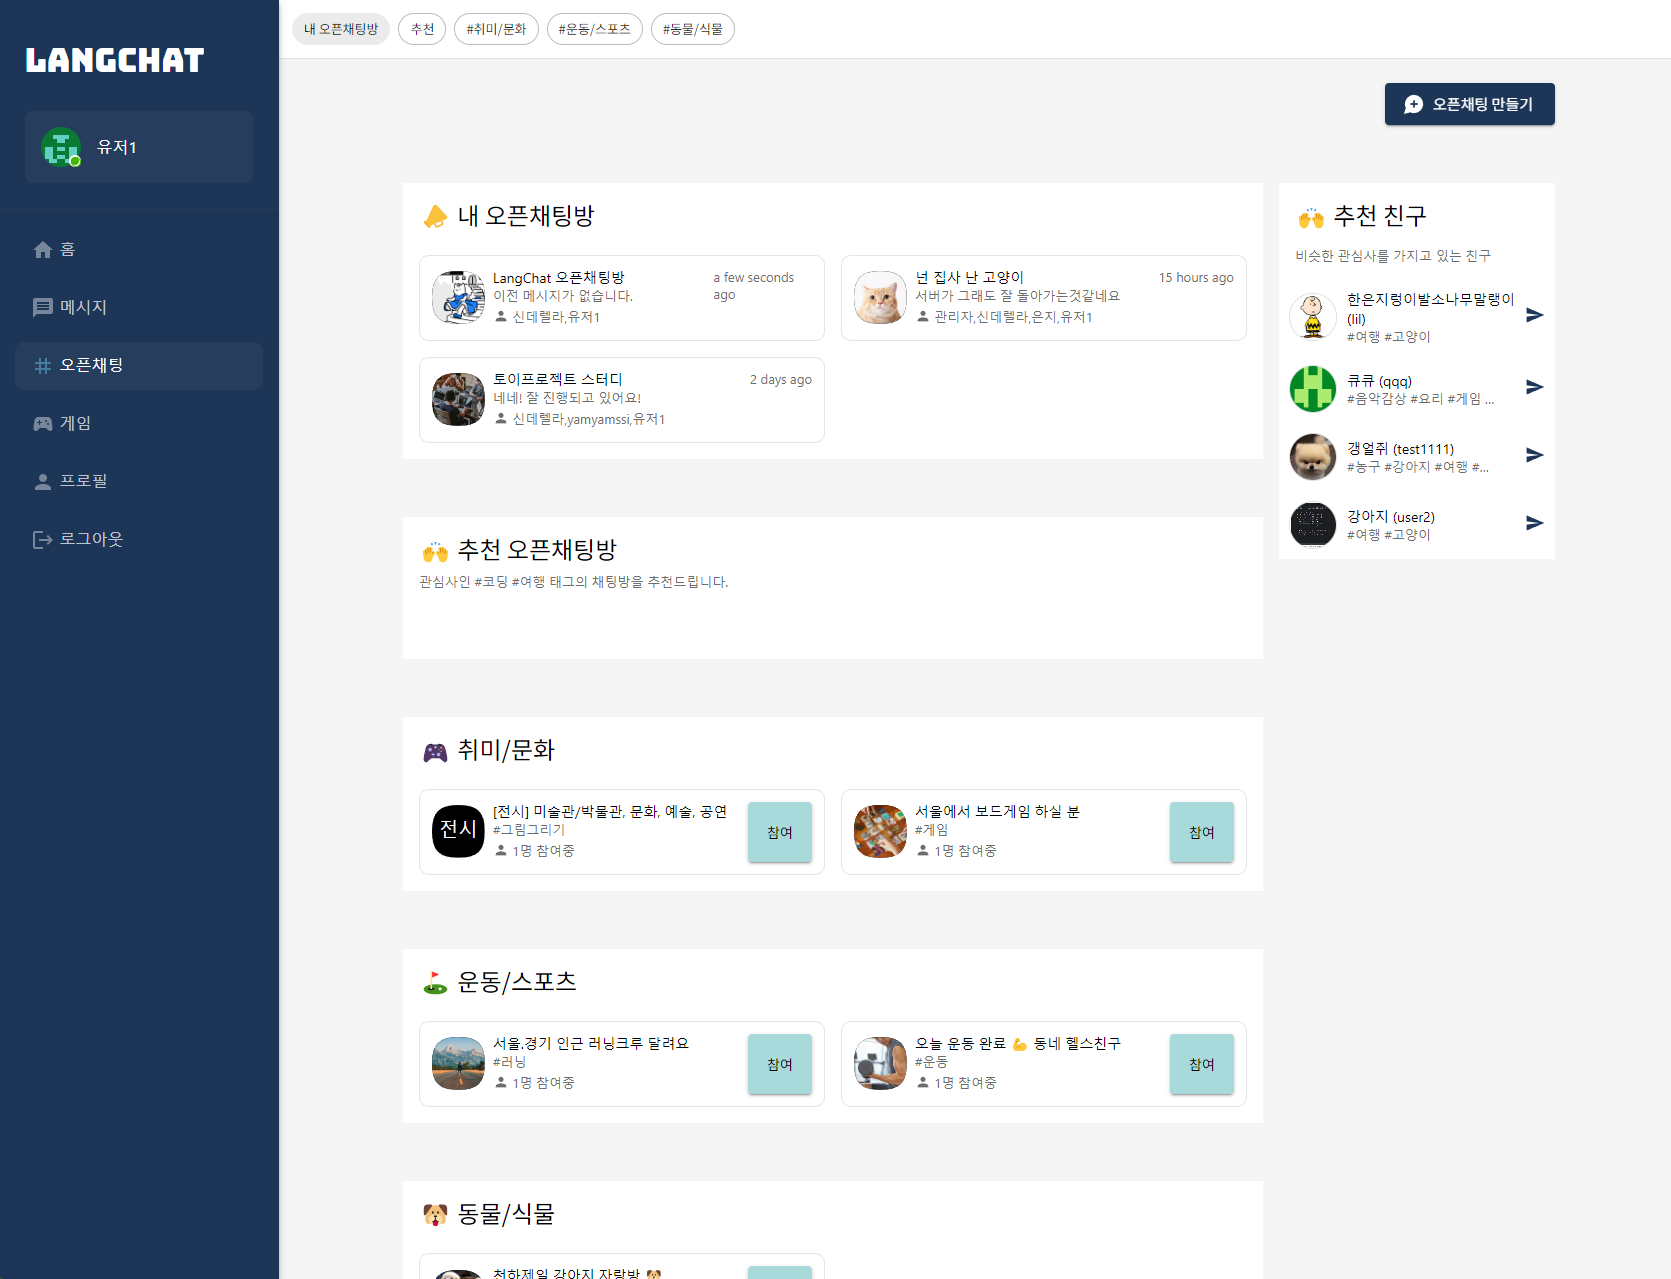 LANGCHAT
유저1
홈
메시지
오픈채팅
게임
프로필
로그아웃
내 오픈채팅방
추천
#취미/문화
#운동/스포츠
#동물/식물
오픈채팅 만들기
내 오픈채팅방
LangChat 오픈채팅방
a few seconds
ago
이전 메시지가 없습니다.
신데렐라,유저1
넌 집사 난 고양이
15 hours ago
서버가 그래도 잘 돌아가는것같네요
관리자,신데렐라,은지,유저1
토이프로젝트 스터디
2 days ago
네네! 잘 진행되고 있어요!
신데렐라,yamyamssi,유저1
추천 오픈채팅방
관심사인 #코딩 #여행 태그의 채팅방을 추천드립니다.
취미/문화
전시
[전시] 미술관/박물관, 문화, 예술, 공연
#그림그리기
1명 참여중
참여
서울에서 보드게임 하실 분
#게임
1명 참여중
참여
운동/스포츠
서울,경기 인근 러닝크루 달려요
#러닝
1명 참여중
참여
오늘 운동 완료 💪 동네 헬스친구
#운동
1명 참여중
참여
동물/식물
천하제일 강아지 자랑방 🐶
추천 친구
비슷한 관심사를 가지고 있는 친구
한은지렁이발소나무말랭이
(lil)
#여행 #고양이
큐큐 (qqq)
#음악감상 #요리 #게임 ...
갱얼쥐 (test1111)
#농구 #강아지 #여행 #...
강아지 (user2)
#여행 #고양이